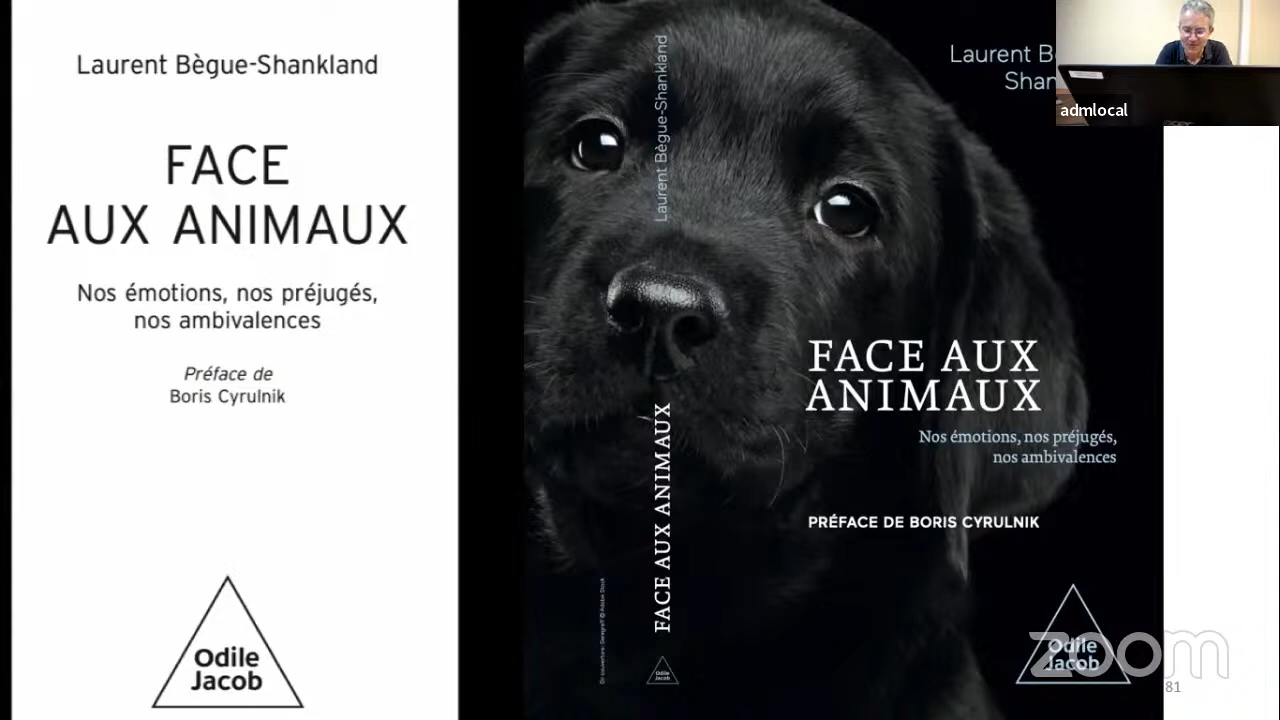 Laurent Bègue-Shankland
FACE
AUX ANIMAUX
Nos émotions, nos préjugés,
nos ambivalences
Préface de
Boris Cyrulnik
Odile
Jacob
Laurent Bègue-Shankland
FACE AUX ANIMAUX
Laurent B
Shan
FACE AUX
ANIMAUX
Nos émotions, nos préjugés,
nos ambivalences
PRÉFACE DE BORIS CYRULNIK
Odile
Jacob
zoom
81
admlocal